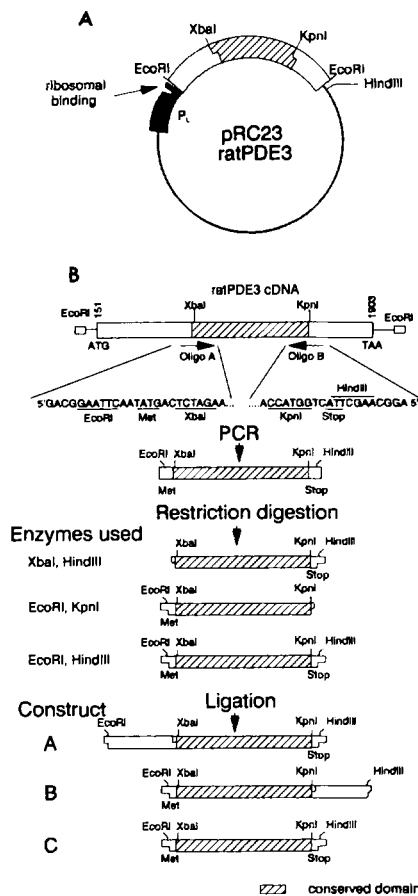 A
XbaI
KpnI
EcoRI
EcoRI
HindIII
ribosomal
binding
PL
pRC23
ratPDE3
B
ratPDE3 cDNA
EcoRI
151
XbaI
KpnI
1903
EcoRI
ATG
TAA
Oligo A
Oligo B
HindIII
5'GACGGAATTCAATATGACTCTAGAA... ...ACCATGGTCATTCGAACGGA 5'
EcoRI Met XbaI KpnI Stop
PCR
EcoRI XbaI KpnI HindIII
Met Stop
Restriction digestion
Enzymes used
XbaI KpnI HindIII
XbaI, HindIII
Stop
EcoRI XbaI KpnI
EcoRI, KpnI
Met
EcoRI XbaI KpnI HindIII
EcoRI, HindIII
Met Stop
Construct
Ligation
EcoRI XbaI KpnI HindIII
A
Stop
EcoRI XbaI KpnI HindIII
B
Met
EcoRI XbaI KpnI HindIII
C
Met Stop
conserved domain